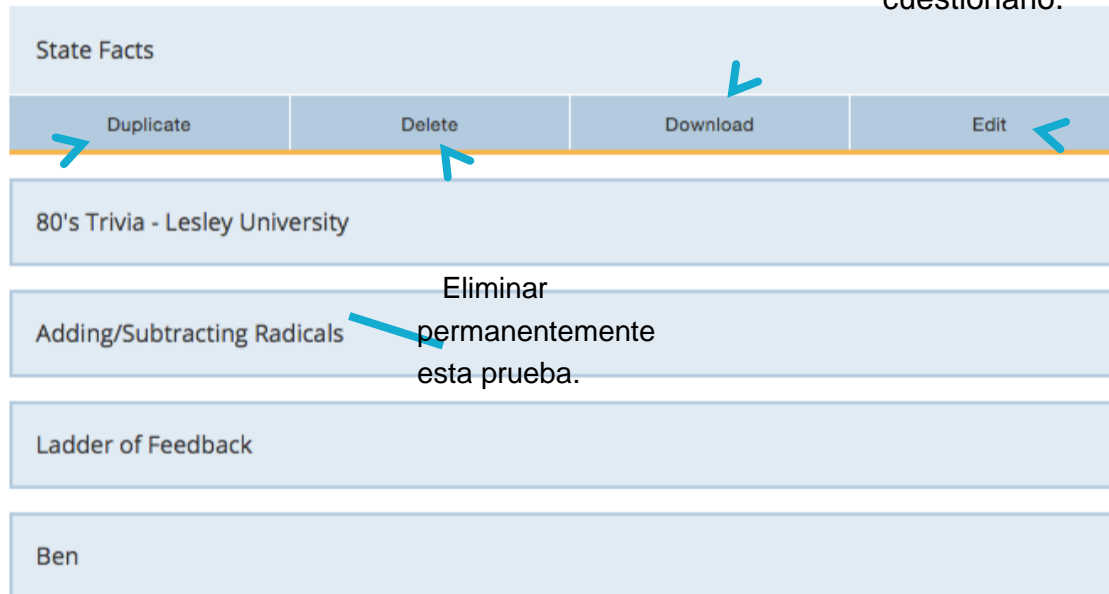 cuestionario.
State Facts
Duplicate Delete Download Edit
80's Trivia - Lesley University
Eliminar
Adding/Subtracting Radicals permanentemente
esta prueba.
Ladder of Feedback
Ben